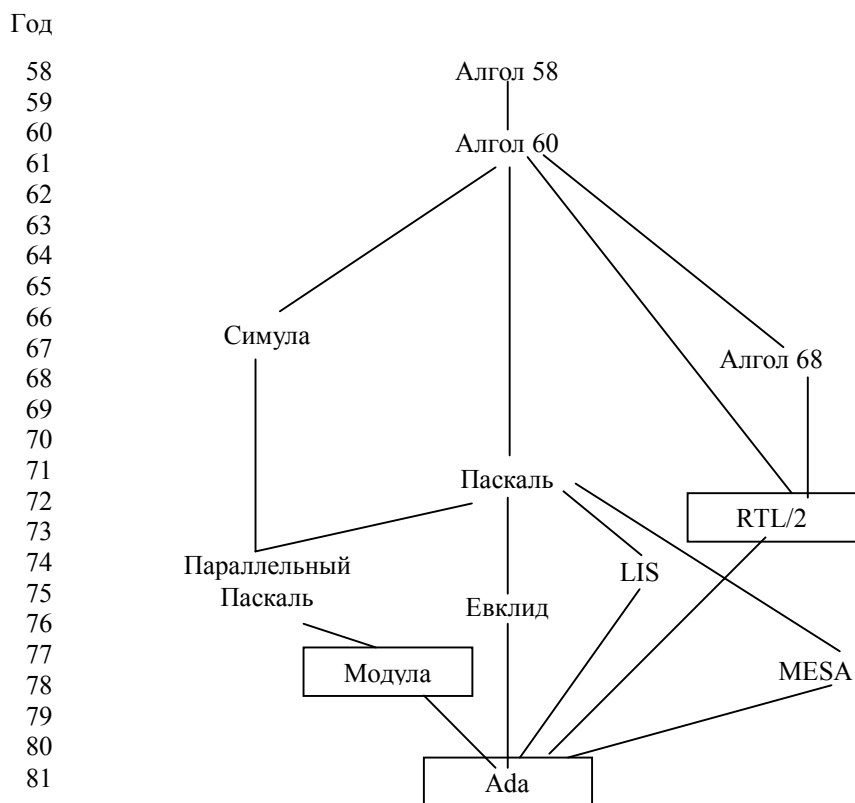 Год
58
59
60
61
62
63
64
65
66
67
68
69
70
71
72
73
74
75
76
77
78
79
80
81
Алгол 58
Алгол 60
Симула
Алгол 68
Паскаль
RTL/2
Параллельный
Паскаль
LIS
Евклид
MESA
Модула
Ada